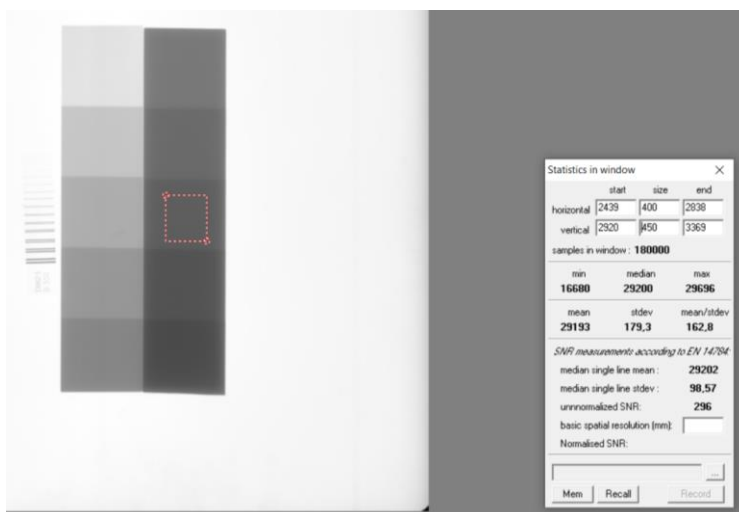 Statistics in window
start size end
horizontal 2439 400 2838
vertical 2920 450 3369
samples in window : 180000
min median max
16680 29200 29696
mean stdev mean/stdev
29193 179,3 162,8
SNR measurements according to EN 14784:
median single line mean : 29202
median single line stdev : 98,57
unnnormalized SNR: 296
basic spatial resolution (mm):
Normalised SNR:
...
Mem Recall Record